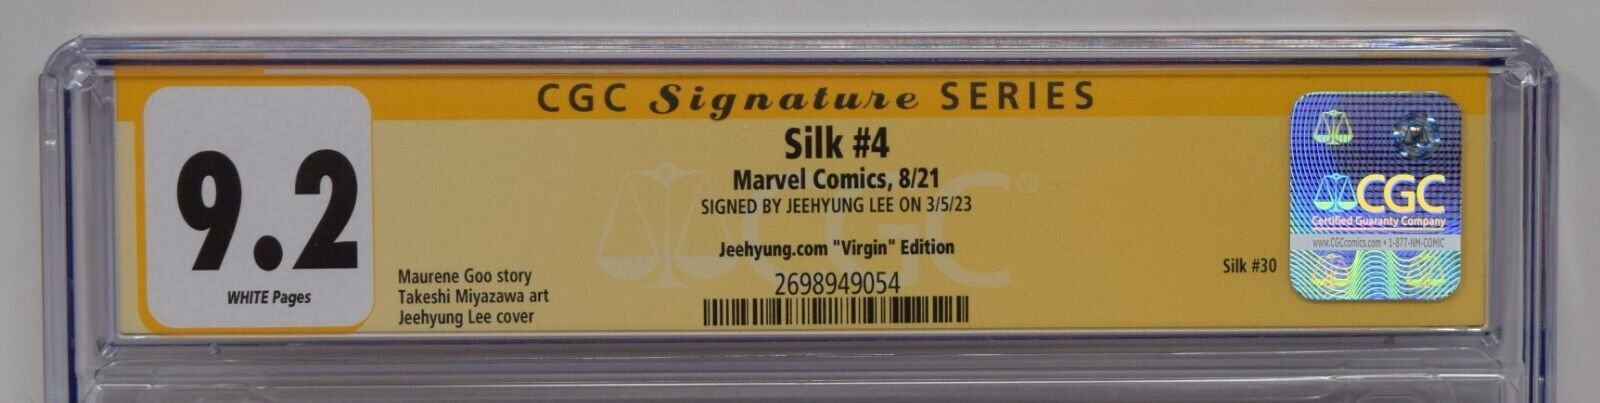 CGC Signature SERIES
9.2
WHITE Pages
Silk #4
Marvel Comics, 8/21
SIGNED BY JEEHYUNG LEE ON 3/5/23
Jeehyung.com "Virgin" Edition
2698949054
Maurene Goo story
Takeshi Miyazawa art
Jeehyung Lee cover
Silk #30
CGC®
CGC
Certified Guaranty Company
www.CGCcomics.com • 1-877-NM-COMIC